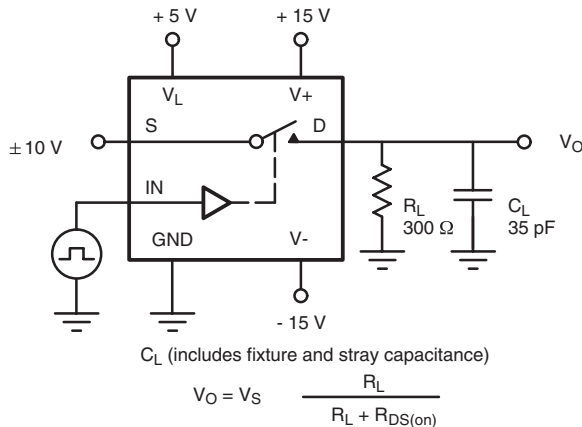 + 5 V
+ 15 V
V_L
V+
S
D
± 10 V
V_O
IN
R_L
300 Ω
C_L
35 pF
GND
V-
- 15 V
C_L (includes fixture and stray capacitance)
V_O = V_S R_L / R_L + R_DS(on)